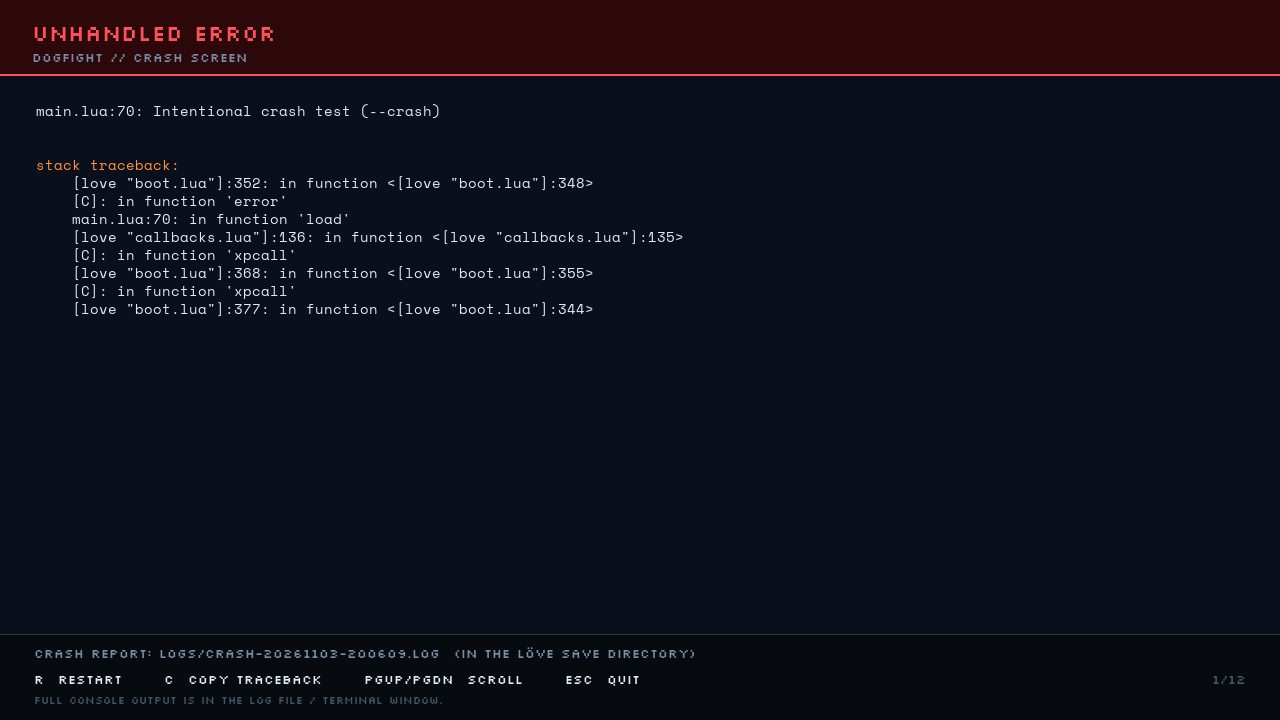 UNHANDLED ERROR
DOGFIGHT // CRASH SCREEN
main.lua:70: Intentional crash test (--crash)
stack traceback:
[love "boot.lua"]:352: in function <[love "boot.lua"]:348>
[C]: in function 'error'
main.lua:70: in function 'load'
[love "callbacks.lua"]:136: in function <[love "callbacks.lua"]:135>
[C]: in function 'xpcall'
[love "boot.lua"]:368: in function <[love "boot.lua"]:355>
[C]: in function 'xpcall'
[love "boot.lua"]:377: in function <[love "boot.lua"]:344>
CRASH REPORT: LOGS/CRASH-20261103-200609.LOG (IN THE LÖVE SAVE DIRECTORY)
R RESTART C COPY TRACEBACK PGUP/PGDN SCROLL ESC QUIT 1/12
FULL CONSOLE OUTPUT IS IN THE LOG FILE / TERMINAL WINDOW.